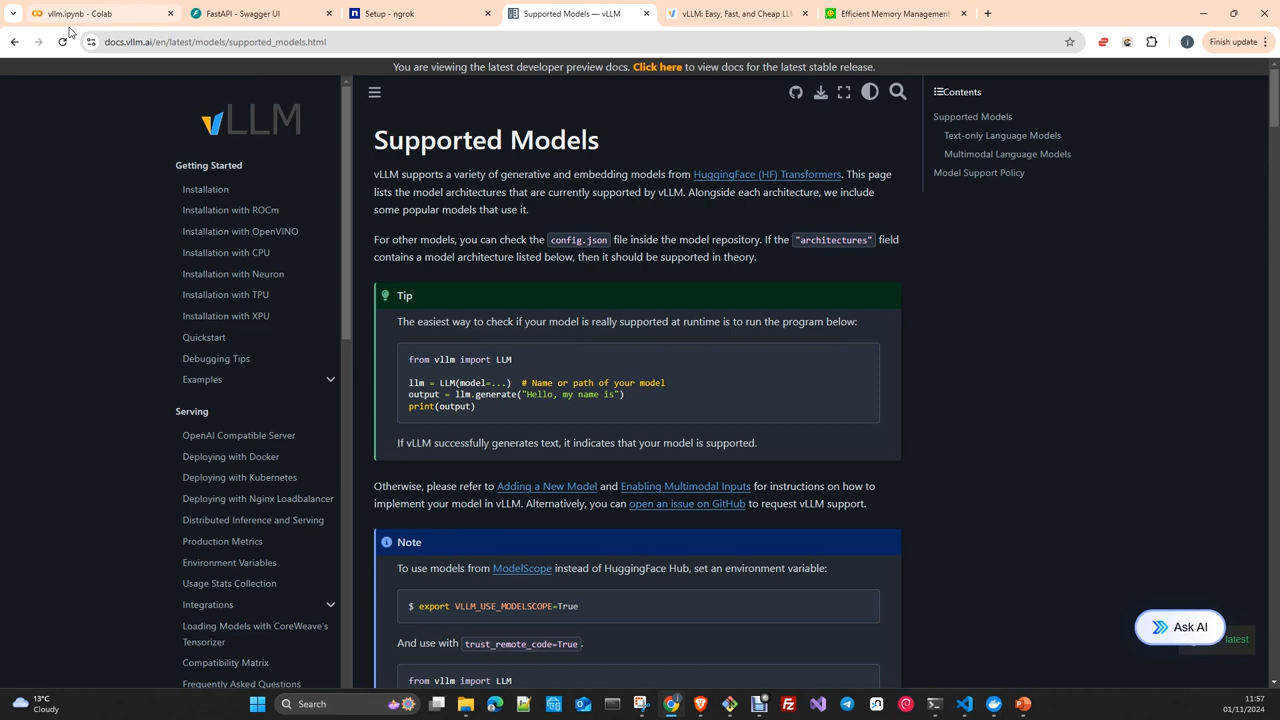 vllm.ipynb - Colab
FastAPI - Swagger UI
Setup - ngrok
Supported Models — vLLM
vLLM: Easy, Fast, and Cheap LL
Efficient Memory Management
docs.vllm.ai/en/latest/models/supported_models.html
j
Finish update
You are viewing the latest developer preview docs. Click here to view docs for the latest stable release.
vLLM
Getting Started
Installation
Installation with ROCm
Installation with OpenVINO
Installation with CPU
Installation with Neuron
Installation with TPU
Installation with XPU
Quickstart
Debugging Tips
Examples
Serving
OpenAI Compatible Server
Deploying with Docker
Deploying with Kubernetes
Deploying with Nginx Loadbalancer
Distributed Inference and Serving
Production Metrics
Environment Variables
Usage Stats Collection
Integrations
Loading Models with CoreWeave's
Tensorizer
Compatibility Matrix
Frequently Asked Questions
Supported Models
vLLM supports a variety of generative and embedding models from HuggingFace (HF) Transformers. This page
lists the model architectures that are currently supported by vLLM. Alongside each architecture, we include
some popular models that use it.
For other models, you can check the config.json file inside the model repository. If the "architectures" field
contains a model architecture listed below, then it should be supported in theory.
Tip
The easiest way to check if your model is really supported at runtime is to run the program below:
from vllm import LLM
llm = LLM(model=...)  # Name or path of your model
output = llm.generate("Hello, my name is")
print(output)
If vLLM successfully generates text, it indicates that your model is supported.
Otherwise, please refer to Adding a New Model and Enabling Multimodal Inputs for instructions on how to
implement your model in vLLM. Alternatively, you can open an issue on GitHub to request vLLM support.
Note
To use models from ModelScope instead of HuggingFace Hub, set an environment variable:
$ export VLLM_USE_MODELSCOPE=True
And use with trust_remote_code=True.
from vllm import LLM
Contents
Supported Models
Text-only Language Models
Multimodal Language Models
Model Support Policy
Ask AI
latest
13°C
Cloudy
Search
11:57
01/11/2024